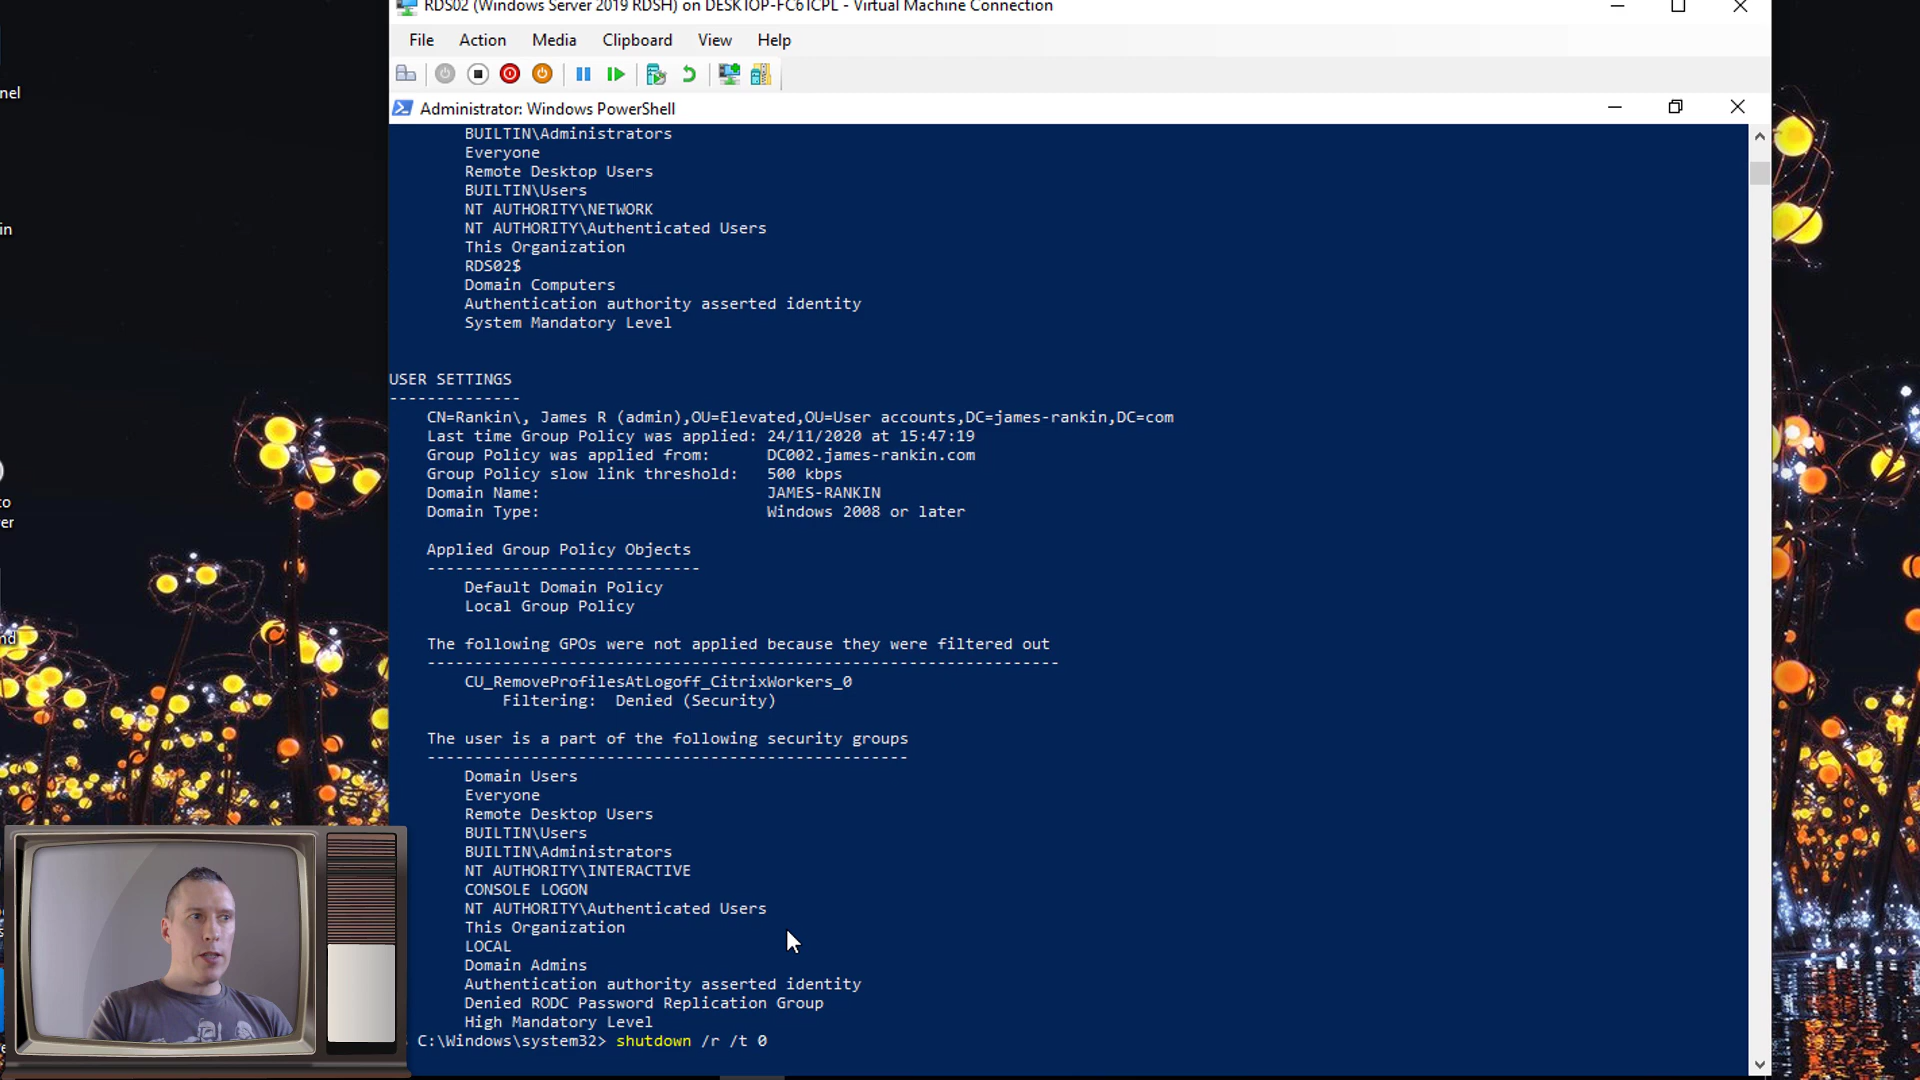 RDS02 (Windows Server 2019 RDSH) on DESKTOP-FC6TCPL - Virtual Machine Connection
File Action Media Clipboard View Help
Administrator: Windows PowerShell
BUILTIN\Administrators
Everyone
Remote Desktop Users
BUILTIN\Users
NT AUTHORITY\NETWORK
NT AUTHORITY\Authenticated Users
This Organization
RDS02$
Domain Computers
Authentication authority asserted identity
System Mandatory Level
USER SETTINGS
--------------
CN=Rankin\, James R (admin),OU=Elevated,OU=User accounts,DC=james-rankin,DC=com
Last time Group Policy was applied: 24/11/2020 at 15:47:19
Group Policy was applied from: DC002.james-rankin.com
Group Policy slow link threshold: 500 kbps
Domain Name: JAMES-RANKIN
Domain Type: Windows 2008 or later
Applied Group Policy Objects
-----------------------------
Default Domain Policy
Local Group Policy
The following GPOs were not applied because they were filtered out
-------------------------------------------------------------------
CU_RemoveProfilesAtLogoff_CitrixWorkers_0
Filtering: Denied (Security)
The user is a part of the following security groups
---------------------------------------------------
Domain Users
Everyone
Remote Desktop Users
BUILTIN\Users
BUILTIN\Administrators
NT AUTHORITY\INTERACTIVE
CONSOLE LOGON
NT AUTHORITY\Authenticated Users
This Organization
LOCAL
Domain Admins
Authentication authority asserted identity
Denied RODC Password Replication Group
High Mandatory Level
C:\Windows\system32> shutdown /r /t 0
nel
in
to
er
nd